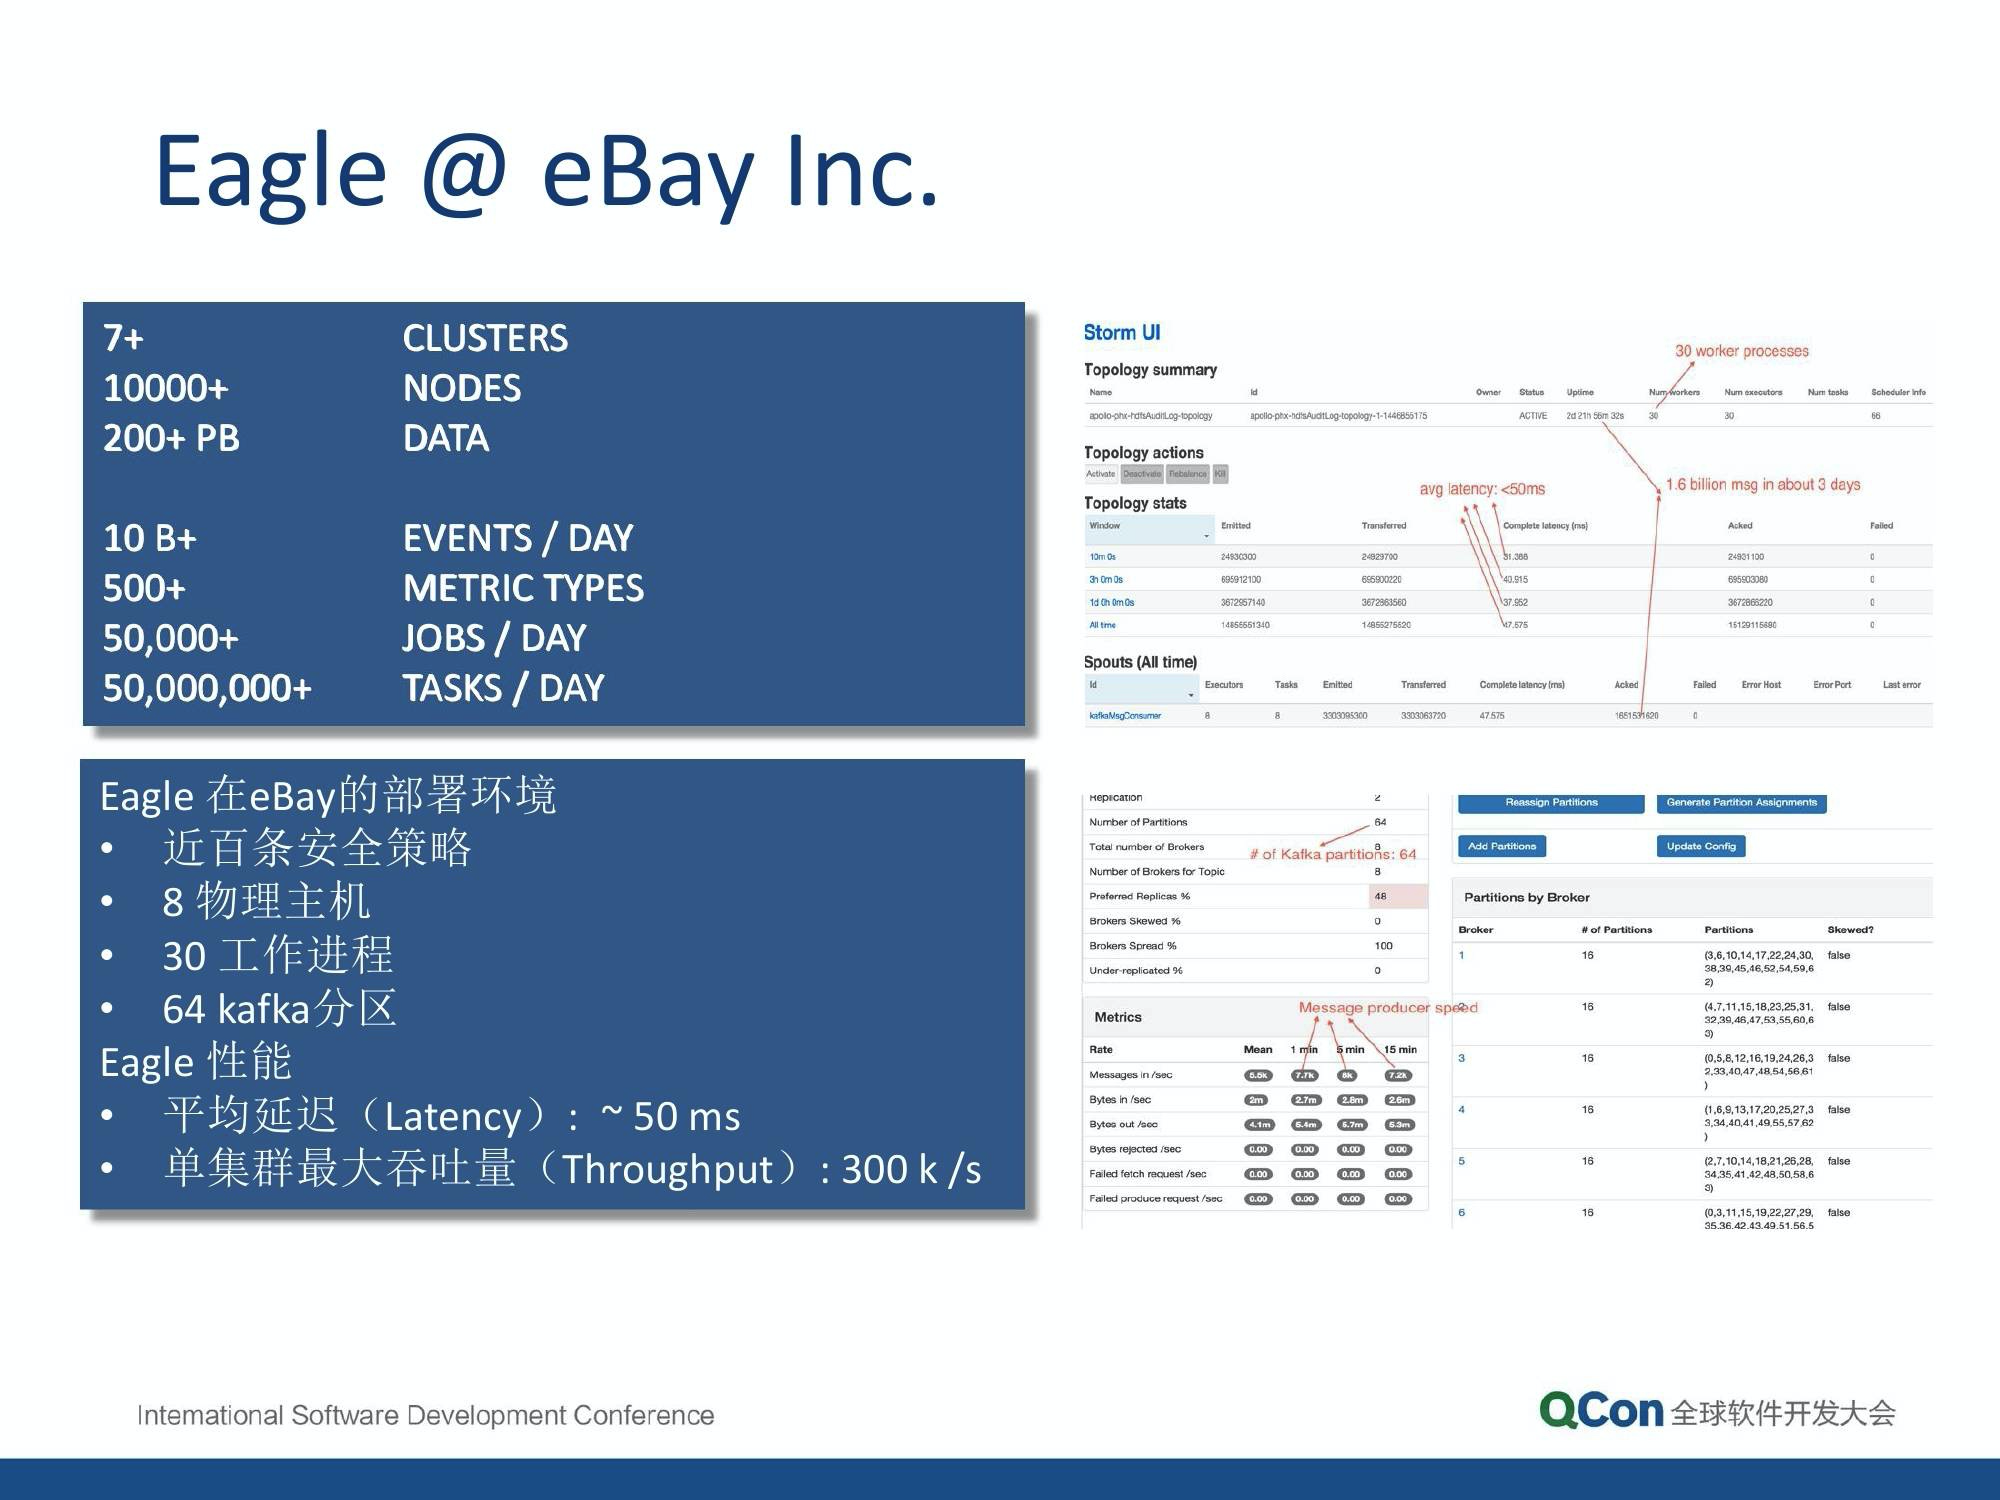 Eagle @ eBay Inc.
7+ CLUSTERS
10000+ NODES
200+ PB DATA
10 B+ EVENTS / DAY
500+ METRIC TYPES
50,000+ JOBS / DAY
50,000,000+ TASKS / DAY
Eagle 在eBay的部署环境
• 近百条安全策略
• 8 物理主机
• 30 工作进程
• 64 kafka分区
Eagle 性能
• 平均延迟（Latency）: ~ 50 ms
• 单集群最大吞吐量（Throughput）: 300 k /s
Storm UI
30 worker processes
Topology summary
Name Id Owner Status Uptime Num workers Num executors Num tasks Scheduler Info
apollo-phx-hdfsAuditLog-topology apollo-phx-hdfsAuditLog-topology-1-1446855175 ACTIVE 2d 21h 56m 32s 30 30 66
Topology actions
Activate Deactivate Rebalance Kill
avg latency: <50ms
1.6 billion msg in about 3 days
Topology stats
Window Emitted Transferred Complete latency (ms) Acked Failed
10m 0s 24930300 24929700 31.388 24931100 0
3h 0m 0s 695912100 695900220 40.915 695903080 0
1d 0h 0m 0s 3672957140 3672863560 37.952 3672866220 0
All time 14855551340 14855275520 47.575 15129115680 0
Spouts (All time)
Id Executors Tasks Emitted Transferred Complete latency (ms) Acked Failed Error Host Error Port Last error
kafkaMsgConsumer 8 8 3303095300 3303063720 47.575 1651531620 0
Replication 2
Number of Partitions 64
Total number of Brokers 8
# of Kafka partitions: 64
Number of Brokers for Topic 8
Preferred Replicas % 48
Brokers Skewed % 0
Brokers Spread % 100
Under-replicated % 0
Metrics
Message producer speed
Rate Mean 1 min 5 min 15 min
Messages in /sec 5.5k 7.7k 8k 7.2k
Bytes in /sec 2m 2.7m 2.8m 2.6m
Bytes out /sec 4.1m 5.4m 5.7m 5.3m
Bytes rejected /sec 0.00 0.00 0.00 0.00
Failed fetch request /sec 0.00 0.00 0.00 0.00
Failed produce request /sec 0.00 0.00 0.00 0.00
Reassign Partitions Generate Partition Assignments
Add Partitions Update Config
Partitions by Broker
Broker # of Partitions Partitions Skewed?
1 16 (3,6,10,14,17,22,24,30, false
38,39,45,46,52,54,59,6
2)
2 16 (4,7,11,15,18,23,25,31, false
32,39,46,47,53,55,60,6
3)
3 16 (0,5,8,12,16,19,24,26,3 false
2,33,40,47,48,54,56,61
)
4 16 (1,6,9,13,17,20,25,27,3 false
3,34,40,41,49,55,57,62
)
5 16 (2,7,10,14,18,21,26,28, false
34,35,41,42,48,50,58,6
3)
6 16 (0,3,11,15,19,22,27,29, false
35,36,42,43,49,51,56,5
International Software Development Conference
QCon 全球软件开发大会